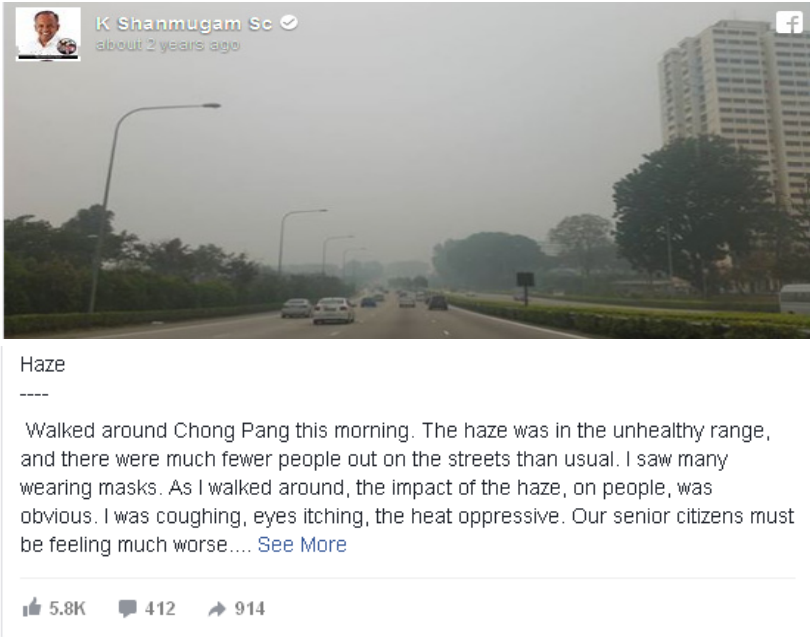 K Shanmugam Sc
about 2 years ago
Haze
----
Walked around Chong Pang this morning. The haze was in the unhealthy range,
and there were much fewer people out on the streets than usual. I saw many
wearing masks. As I walked around, the impact of the haze, on people, was
obvious. I was coughing, eyes itching, the heat oppressive. Our senior citizens must
be feeling much worse.... See More
5.8K 412 914